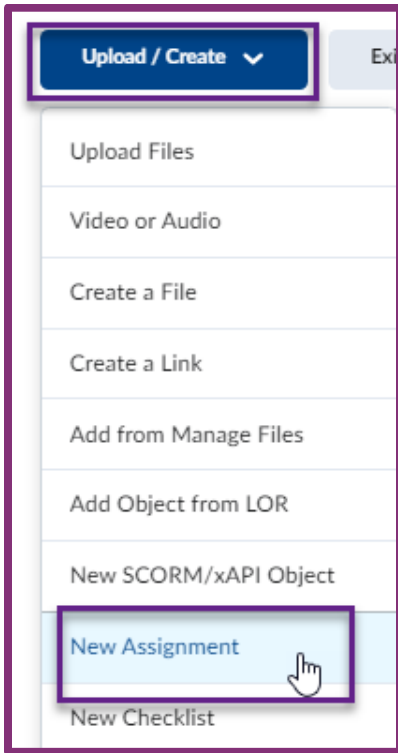 Upload / Create
Exi
Upload Files
Video or Audio
Create a File
Create a Link
Add from Manage Files
Add Object from LOR
New SCORM/xAPI Object
New Assignment
New Checklist